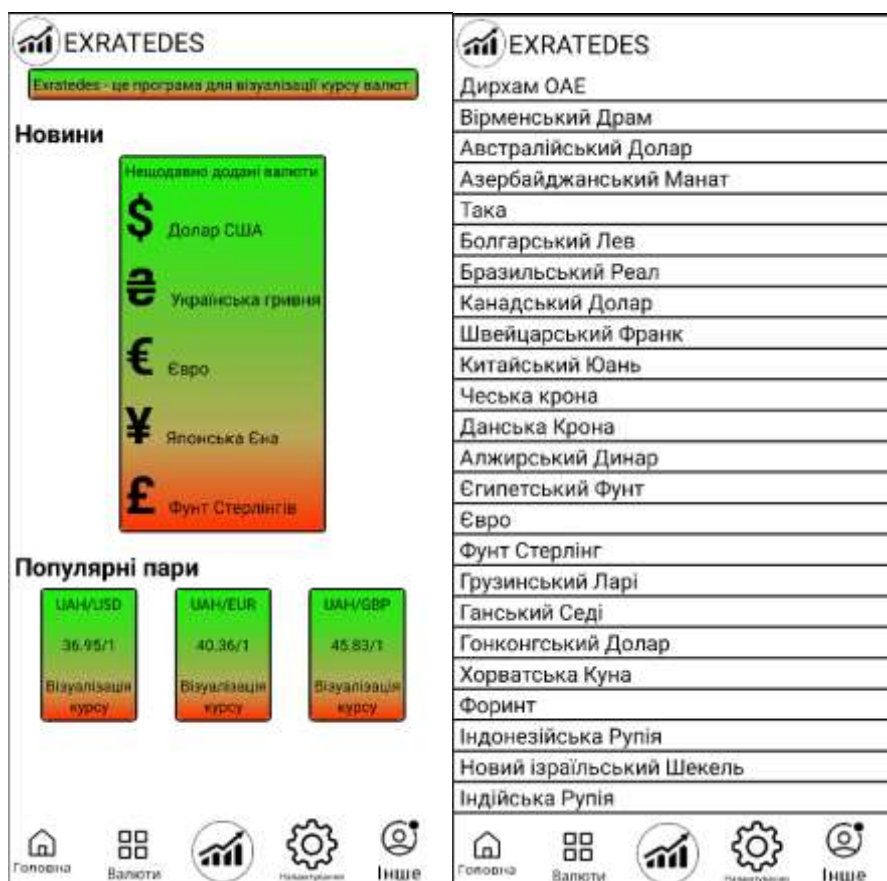 EXRATEDES
Exratedes - це програма для візуалізації курсу валют
Новини
Нещодавно додані валюти
$ Долар США
₴ Українська гривня
€ Євро
¥ Японська Єна
£ Фунт Стерлінгів
Популярні пари
UAH/USD
36.95/1
Візуалізація
курсу
UAH/EUR
40.36/1
Візуалізація
курсу
UAH/GBP
45.83/1
Візуалізація
курсу
Головна
Валюти
Налаштування
Інше
EXRATEDES
Дирхам ОАЕ
Вірменський Драм
Австралійський Долар
Азербайджанський Манат
Така
Болгарський Лев
Бразильський Реал
Канадський Долар
Швейцарський Франк
Китайський Юань
Чеська крона
Данська Крона
Алжирський Динар
Єгипетський Фунт
Євро
Фунт Стерлінг
Грузинський Ларі
Ганський Седі
Гонконгський Долар
Хорватська Куна
Форинт
Індонезійська Рупія
Новий ізраїльський Шекель
Індійська Рупія
Головна
Валюти
Інше